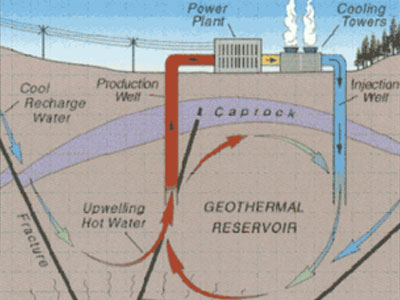 Power
Plant
Cooling
Towers
Production
Well
Injection
Well
Cool
Recharge
Water
Caprock
Upwelling
Hot Water
GEOTHERMAL
RESERVOIR
Fracture